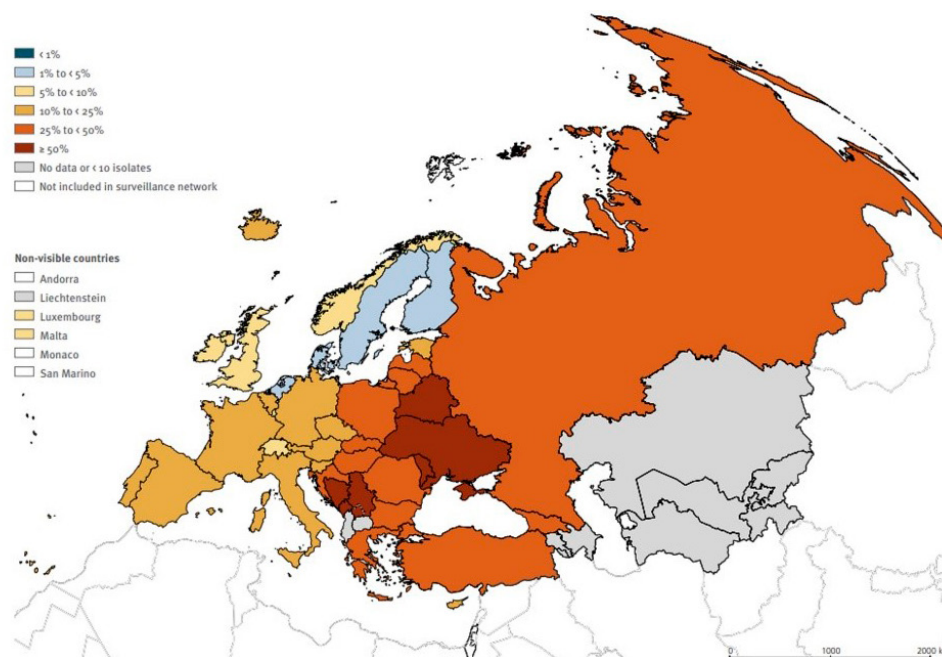 < 1%
1% to < 5%
5% to < 10%
10% to < 25%
25% to < 50%
≥ 50%
No data or < 10 isolates
Not included in surveillance network
Non-visible countries
Andorra
Liechtenstein
Luxembourg
Malta
Monaco
San Marino
0 1000 2000 k